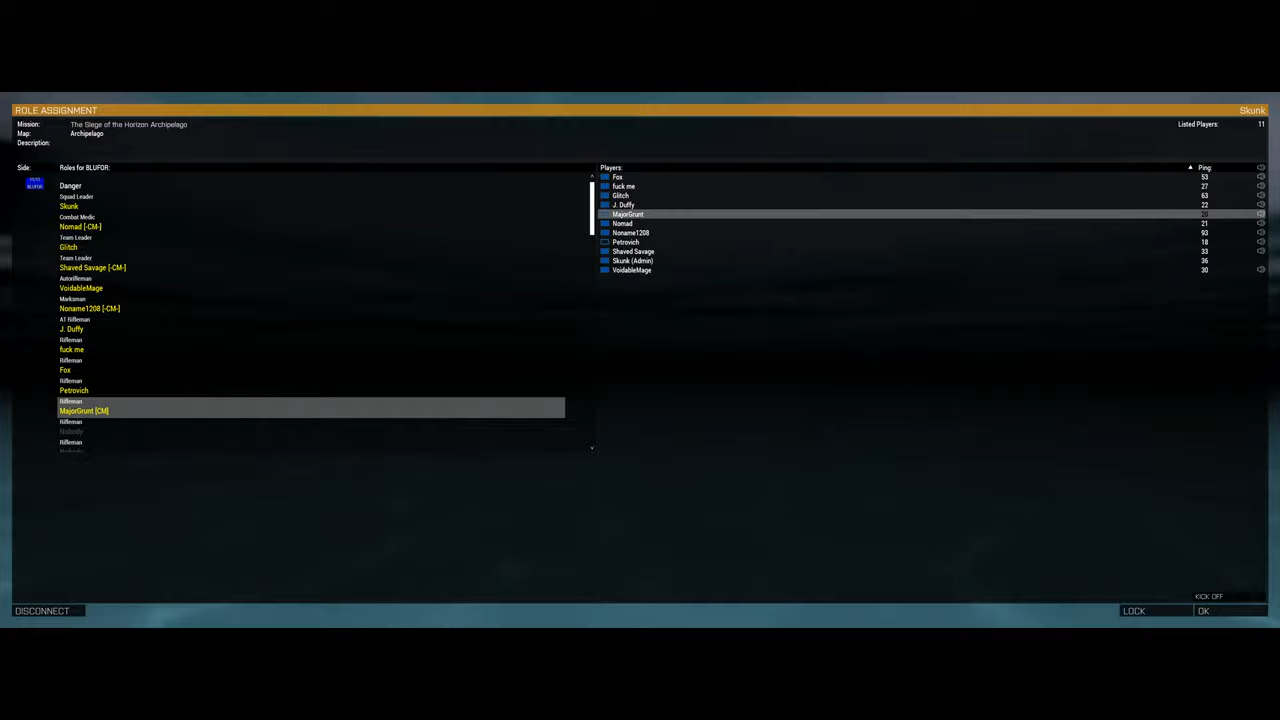 ROLE ASSIGNMENT Skunk
Mission: The Siege of the Horizon Archipelago Listed Players: 11
Map: Archipelago
Description:
Side: Roles for BLUFOR: Players: Ping:
BLUFOR
Danger
Squad Leader
Skunk
Combat Medic
Nomad [-CM-]
Team Leader
Glitch
Team Leader
Shaved Savage [-CM-]
Autorifleman
VoidableMage
Marksman
Noname1208 [-CM-]
AT Rifleman
J. Duffy
Rifleman
fuck me
Rifleman
Fox
Rifleman
Petrovich
Rifleman
MajorGrunt [CM]
Rifleman
Nobody
Rifleman
Nobody
Fox 53
fuck me 27
Glitch 63
J. Duffy 22
MajorGrunt 20
Nomad 21
Noname1208 93
Petrovich 18
Shaved Savage 33
Skunk (Admin) 36
VoidableMage 30
KICK OFF
DISCONNECT LOCK OK